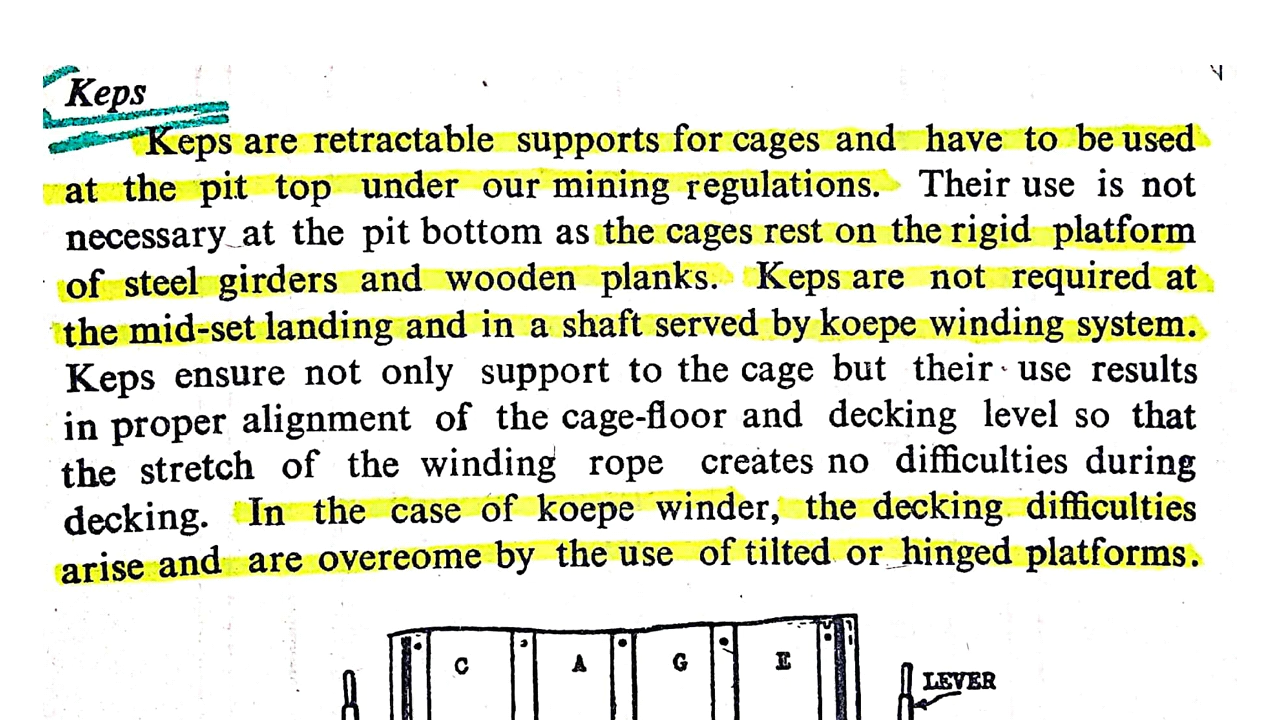 Keps
Keps are retractable supports for cages and have to be used
at the pit top under our mining regulations. Their use is not
necessary at the pit bottom as the cages rest on the rigid platform
of steel girders and wooden planks. Keps are not required at
the mid-set landing and in a shaft served by koepe winding system.
Keps ensure not only support to the cage but their use results
in proper alignment of the cage-floor and decking level so that
the stretch of the winding rope creates no difficulties during
decking. In the case of koepe winder, the decking difficulties
arise and are overeome by the use of tilted or hinged platforms.
C A G E
LEVER